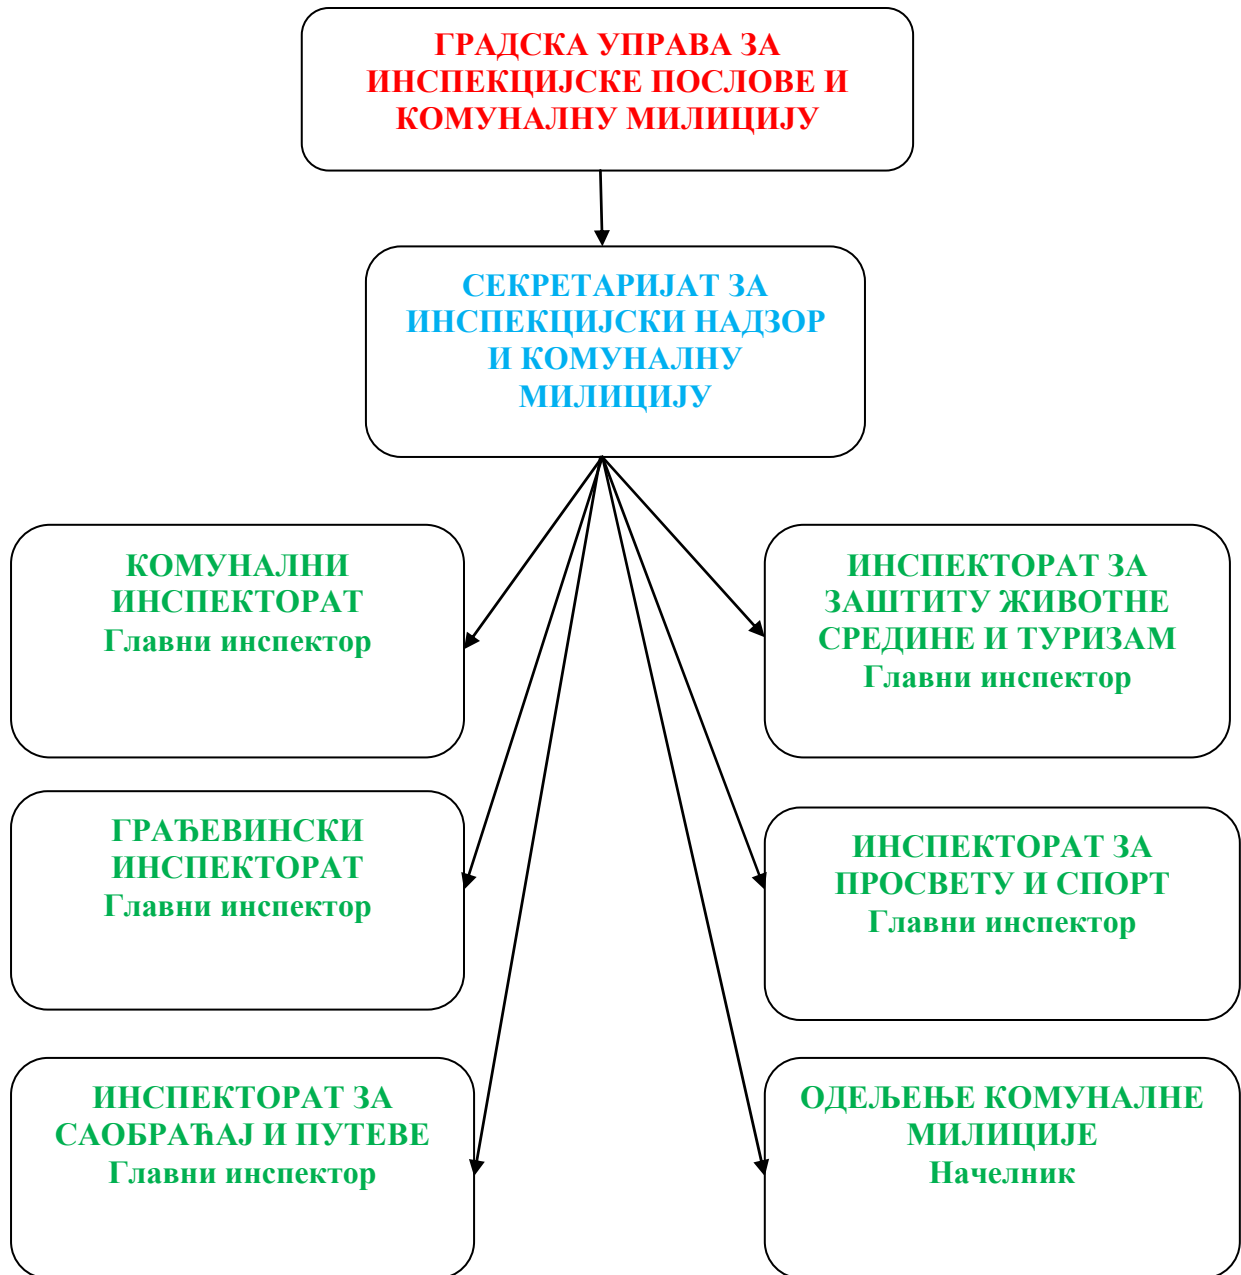 ГРАДСКА УПРАВА ЗА
ИНСПЕКЦИЈСКЕ ПОСЛОВЕ И
КОМУНАЛНУ МИЛИЦИЈУ
СЕКРЕТАРИЈАТ ЗА
ИНСПЕКЦИЈСКИ НАДЗОР
И КОМУНАЛНУ
МИЛИЦИЈУ
КОМУНАЛНИ
ИНСПЕКТОРАТ
Главни инспектор
ИНСПЕКТОРАТ ЗА
ЗАШТИТУ ЖИВОТНЕ
СРЕДИНЕ И ТУРИЗАМ
Главни инспектор
ГРАЂЕВИНСКИ
ИНСПЕКТОРАТ
Главни инспектор
ИНСПЕКТОРАТ ЗА
ПРОСВЕТУ И СПОРТ
Главни инспектор
ИНСПЕКТОРАТ ЗА
САОБРАЋАЈ И ПУТЕВЕ
Главни инспектор
ОДЕЉЕЊЕ КОМУНАЛНЕ
МИЛИЦИЈЕ
Начелник